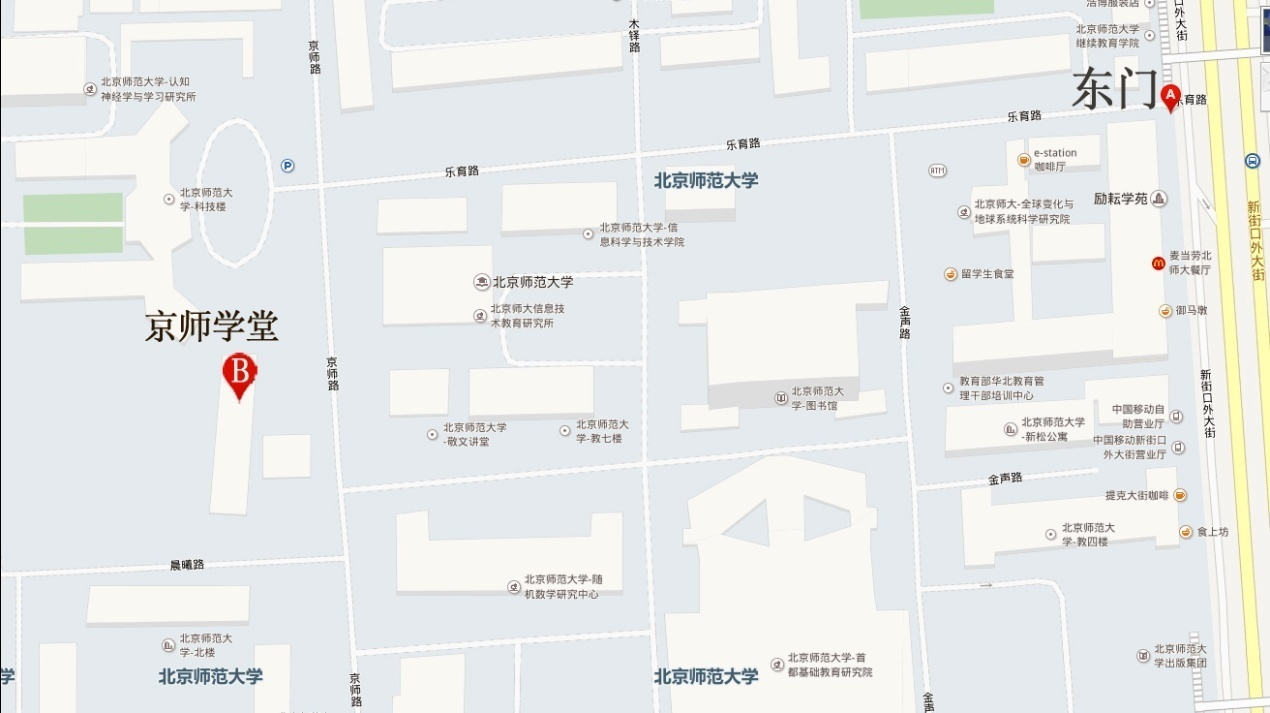 浩博服装店
口外大街
木铎路
京师路
北京师范大学
继续教育学院
北京师范大学-认知
神经学与学习研究所
东门
A
乐育路
乐育路
乐育路
乐育路
P
e-station
咖啡厅
ATM
北京师范大学
北京师范大
学-科技楼
励耘学苑
北京师大-全球变化与
地球系统科学研究院
新街口外大街
北京师范大学-信
息科学与技术学院
麦当劳北
师大餐厅
留学生食堂
北京师范大学
北京师大信息技
术教育研究所
御马墩
金声路
京师学堂
B
京师路
新街口外大街
教育部华北教育管
理干部培训中心
北京师范大
学-图书馆
中国移动自
助营业厅
北京师范大学
-新松公寓
北京师范大学
-敬文讲堂
北京师范大
学-教七楼
中国移动新街口
外大街营业厅
金声路
提克大街咖啡
北京师范大
学-教四楼
食上坊
晨曦路
北京师范大学-随
机数学研究中心
北京师范大
学-北楼
北京师范大
学出版集团
学
北京师范大学
京师路
北京师范大学
北京师范大学-首
都基础教育研究院
金声